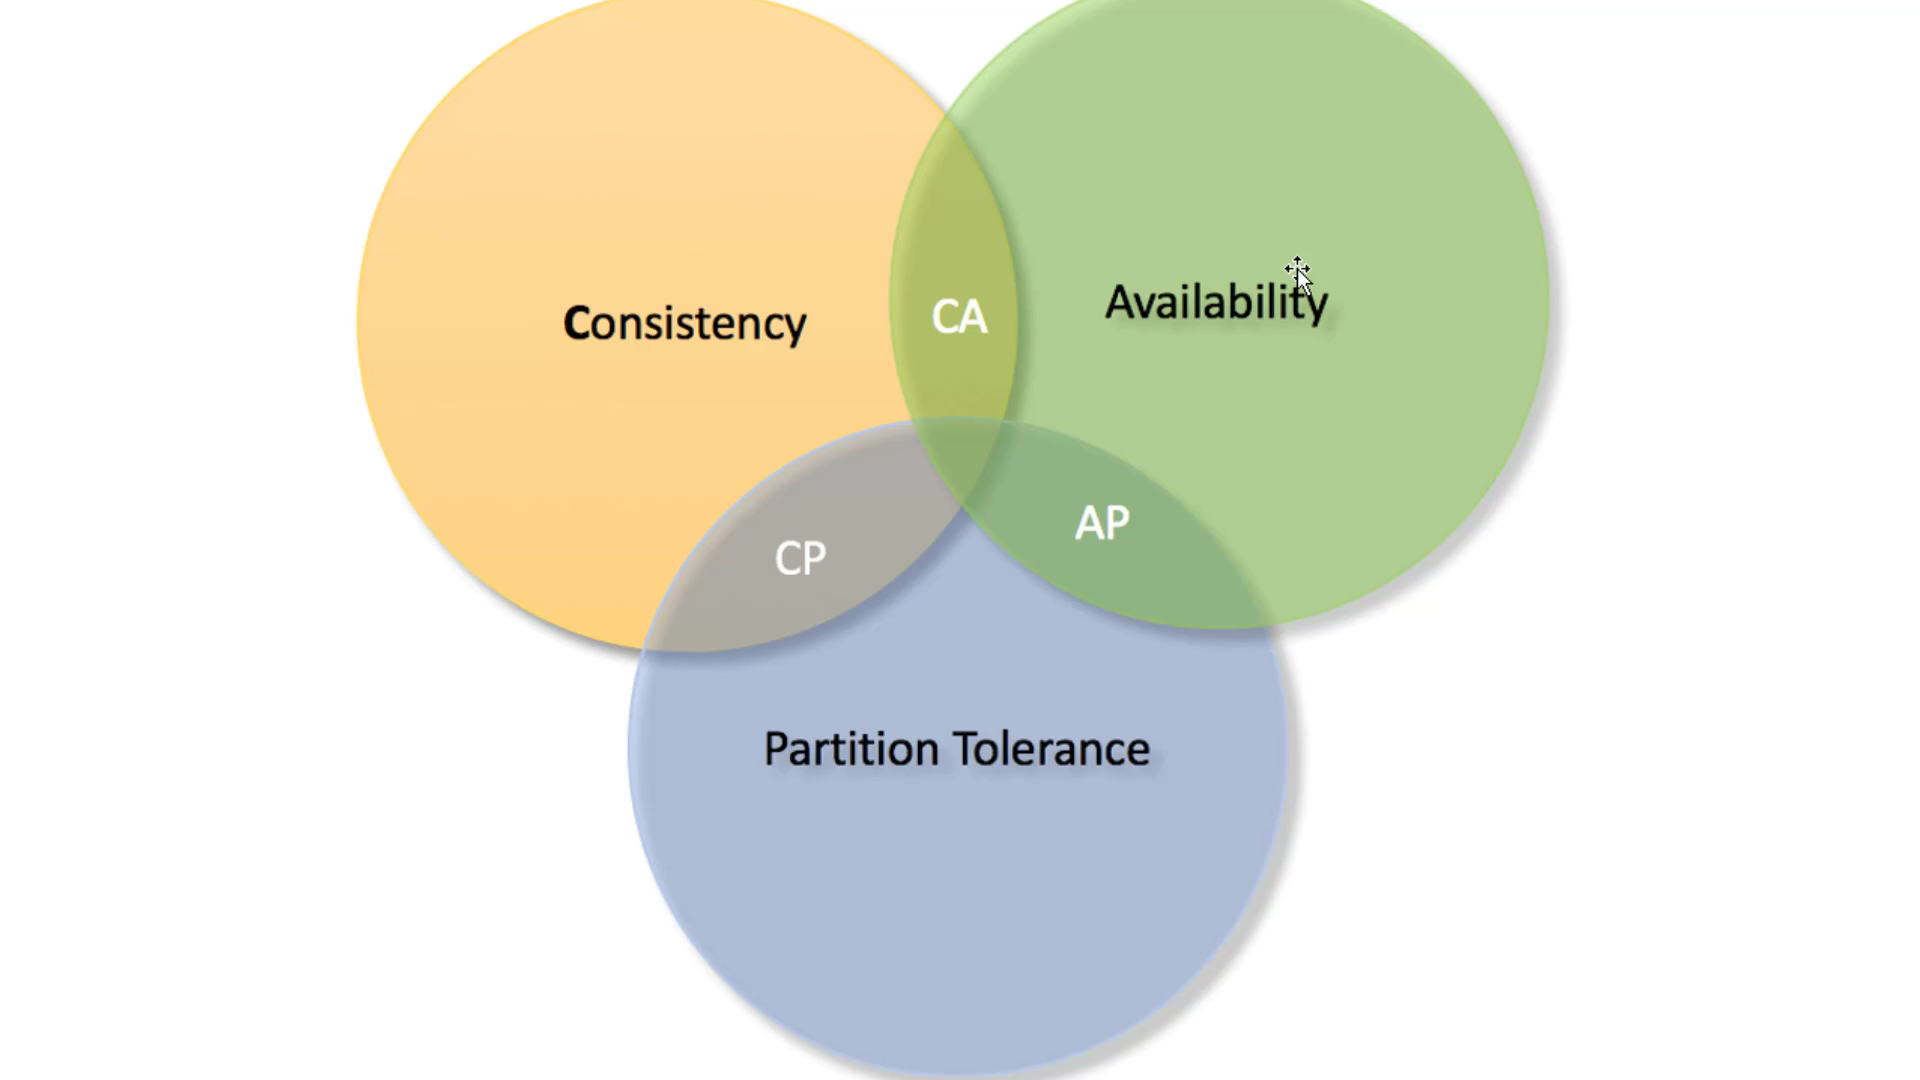 Consistency
CA
Availability
CP
AP
Partition Tolerance